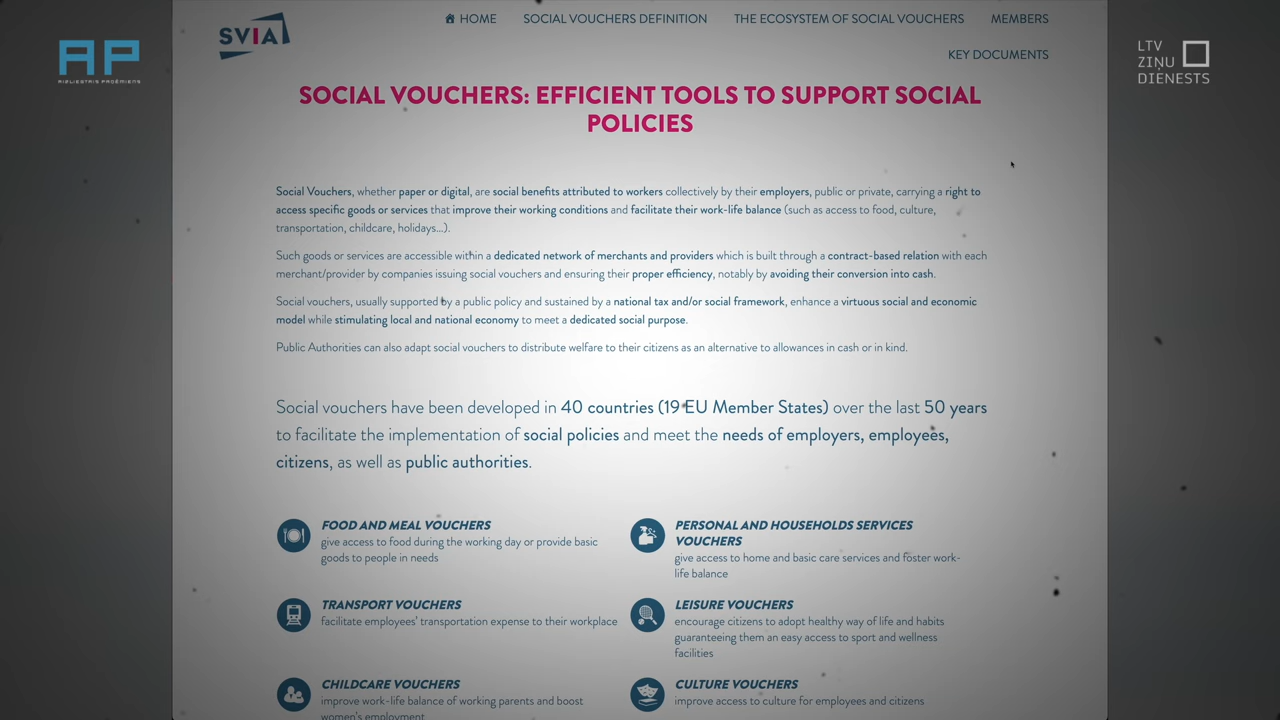 AP
AIZLIEGTAIS PAŅĒMIENS
LTV
ZIŅU
DIENESTS
SVIA
HOME
SOCIAL VOUCHERS DEFINITION
THE ECOSYSTEM OF SOCIAL VOUCHERS
MEMBERS
KEY DOCUMENTS
SOCIAL VOUCHERS: EFFICIENT TOOLS TO SUPPORT SOCIAL
POLICIES
Social Vouchers, whether paper or digital, are social benefits attributed to workers collectively by their employers, public or private, carrying a right to
access specific goods or services that improve their working conditions and facilitate their work-life balance (such as access to food, culture,
transportation, childcare, holidays...).
Such goods or services are accessible within a dedicated network of merchants and providers which is built through a contract-based relation with each
merchant/provider by companies issuing social vouchers and ensuring their proper efficiency, notably by avoiding their conversion into cash.
Social vouchers, usually supported by a public policy and sustained by a national tax and/or social framework, enhance a virtuous social and economic
model while stimulating local and national economy to meet a dedicated social purpose.
Public Authorities can also adapt social vouchers to distribute welfare to their citizens as an alternative to allowances in cash or in kind.
Social vouchers have been developed in 40 countries (19 EU Member States) over the last 50 years
to facilitate the implementation of social policies and meet the needs of employers, employees,
citizens, as well as public authorities.
FOOD AND MEAL VOUCHERS
give access to food during the working day or provide basic
goods to people in needs
PERSONAL AND HOUSEHOLDS SERVICES
VOUCHERS
give access to home and basic care services and foster work-
life balance
TRANSPORT VOUCHERS
facilitate employees' transportation expense to their workplace
LEISURE VOUCHERS
encourage citizens to adopt healthy way of life and habits
guaranteeing them an easy access to sport and wellness
facilities
CHILDCARE VOUCHERS
improve work-life balance of working parents and boost
women's employment
CULTURE VOUCHERS
improve access to culture for employees and citizens